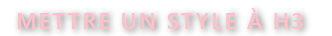 METTRE UN STYLE À H3